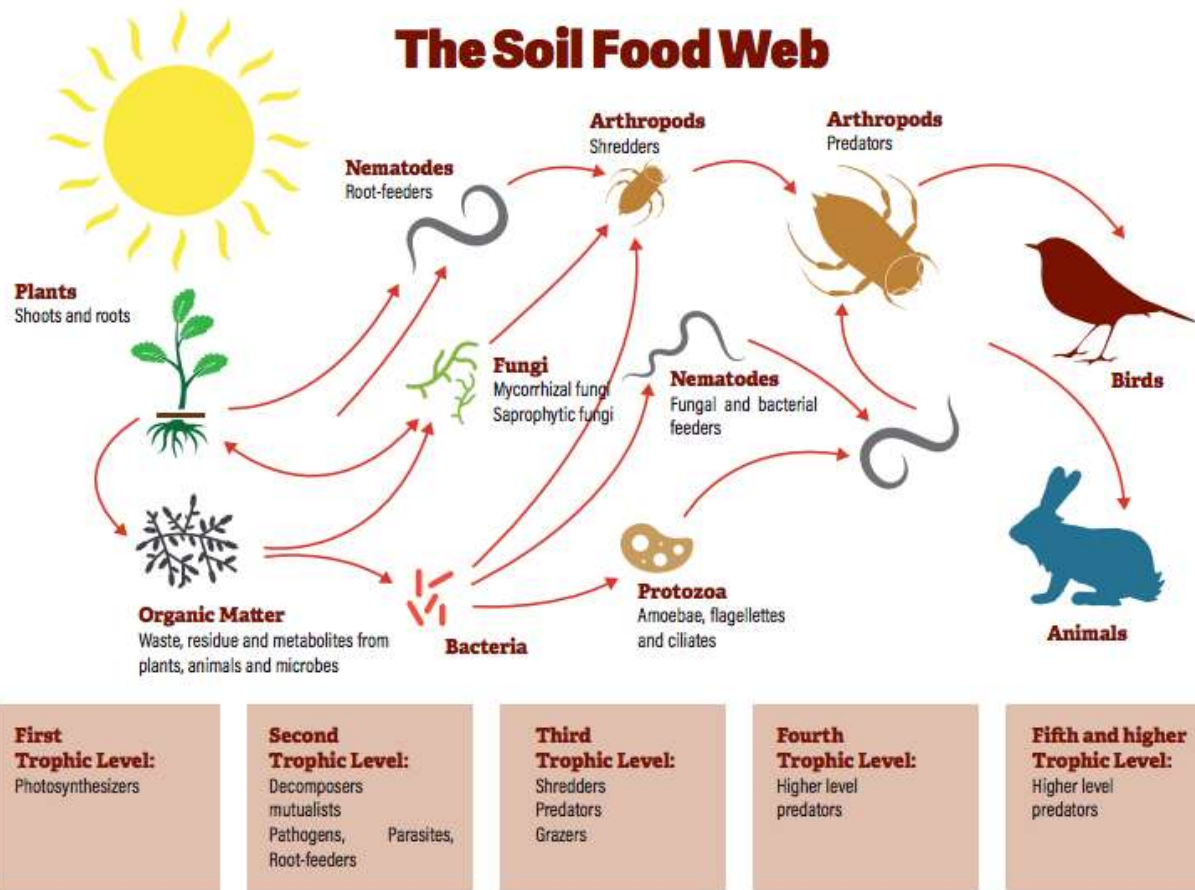 The Soil Food Web
Arthropods
Shredders
Arthropods
Predators
Nematodes
Root-feeders
Plants
Shoots and roots
Fungi
Mycorrhizal fungi
Saprophytic fungi
Nematodes
Fungal and bacterial
feeders
Birds
Organic Matter
Waste, residue and metabolites from
plants, animals and microbes
Bacteria
Protozoa
Amoebae, flagellettes
and ciliates
Animals
First
Trophic Level:
Photosynthesizers
Second
Trophic Level:
Decomposers
mutualists
Pathogens, Parasites,
Root-feeders
Third
Trophic Level:
Shredders
Predators
Grazers
Fourth
Trophic Level:
Higher level
predators
Fifth and higher
Trophic Level:
Higher level
predators